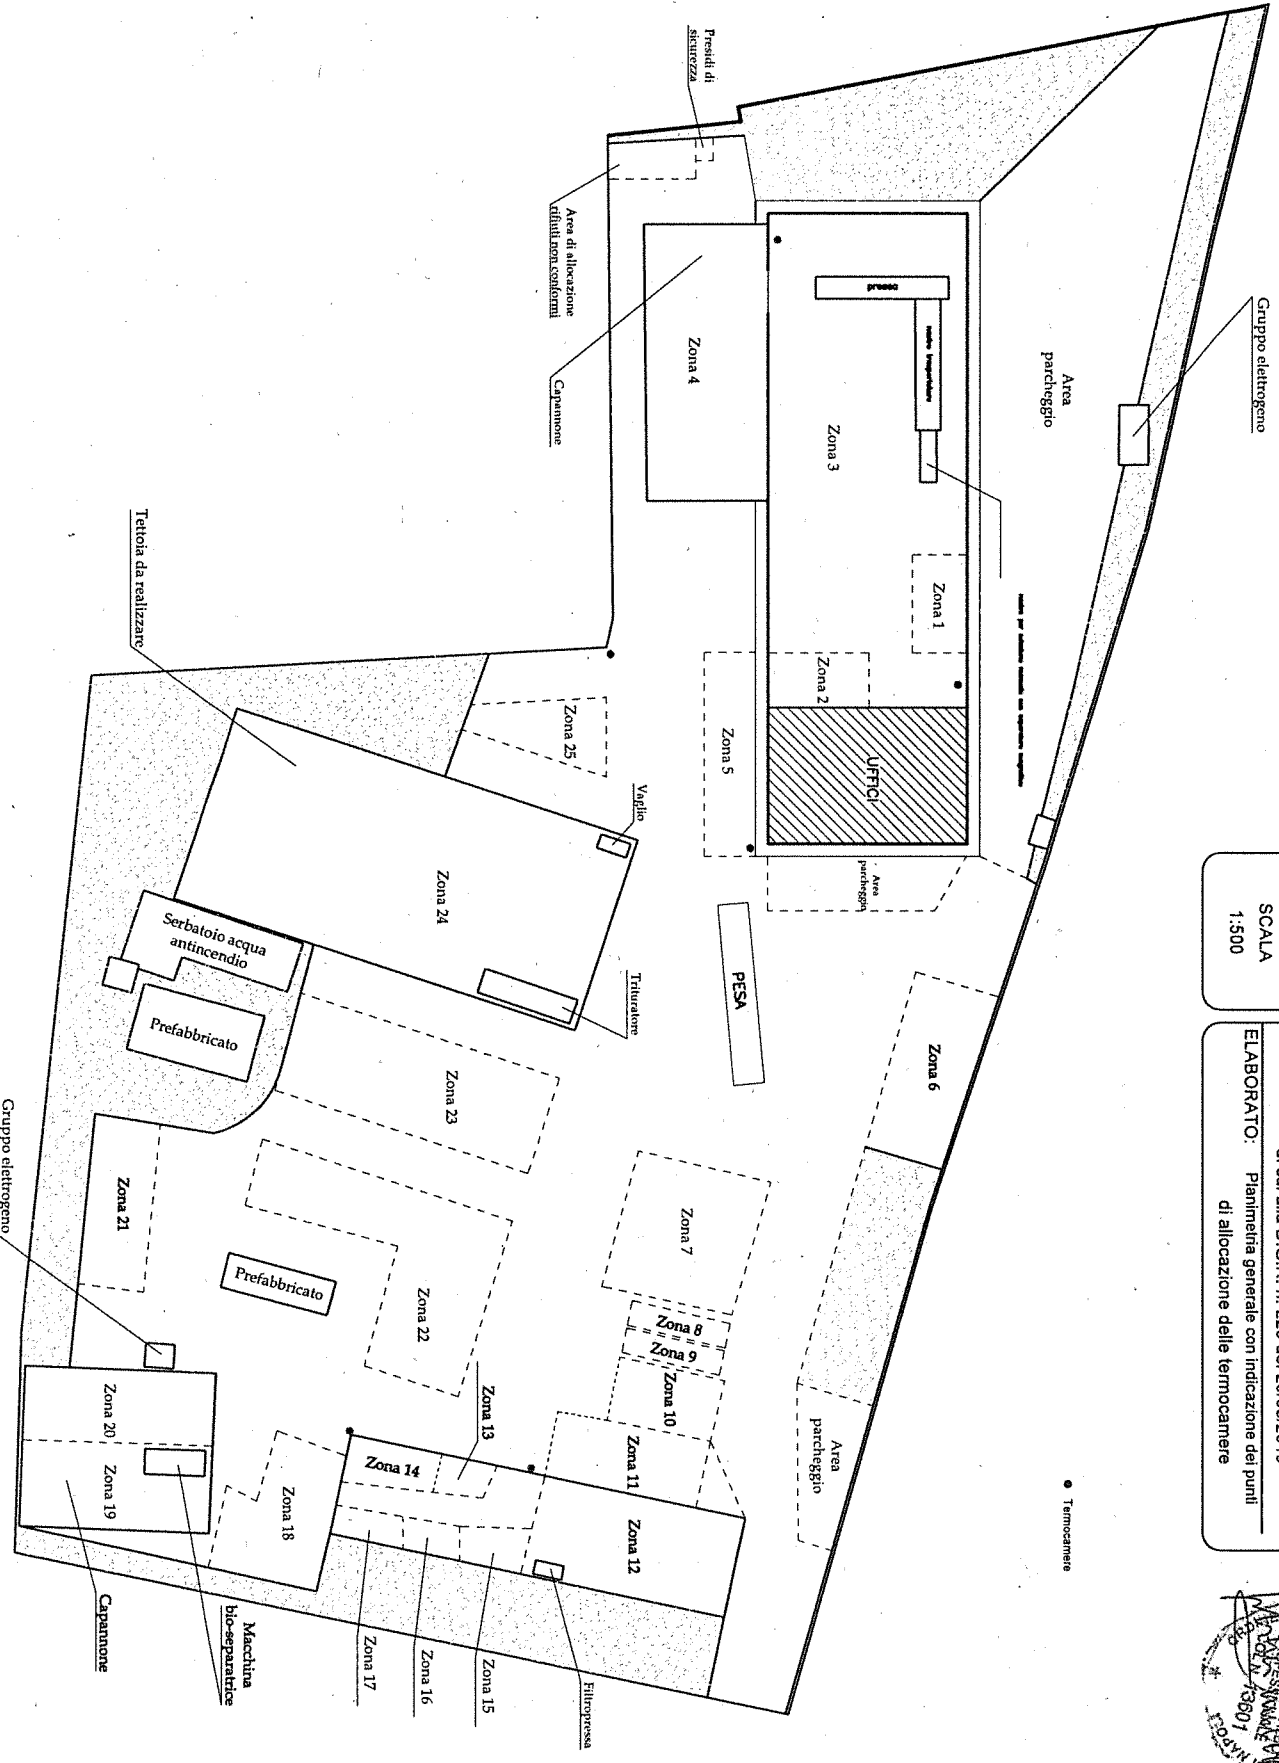 SCALA
1:500
ELABORATO: Planimetria generale con indicazione dei punti
di allocazione delle termocamere
Termocamere
Gruppo elettrogeno
Area
parcheggio
Presidi di
sicurezza
Area di allocazione
rifiuti non conformi
Capannone
Zona 4
pressa
nastro trasportatore
Zona 3
Zona 1
Zona 2
UFFICI
Zona 5
Area
parcheggio
PESA
Zona 6
Tettoia da realizzare
Zona 25
Vaglio
Zona 24
Trituratore
Serbatoio acqua
antincendio
Prefabbricato
Zona 23
Zona 7
Zona 8
Zona 9
Zona 10
Zona 11
Zona 12
Area
parcheggio
Zona 21
Prefabbricato
Zona 22
Zona 13
Zona 14
Gruppo elettrogeno
Zona 20
Zona 19
Zona 18
Capannone
Macchina
bio-separatrice
Zona 17
Zona 16
Zona 15
Filtropressa
13601
NAPOLI